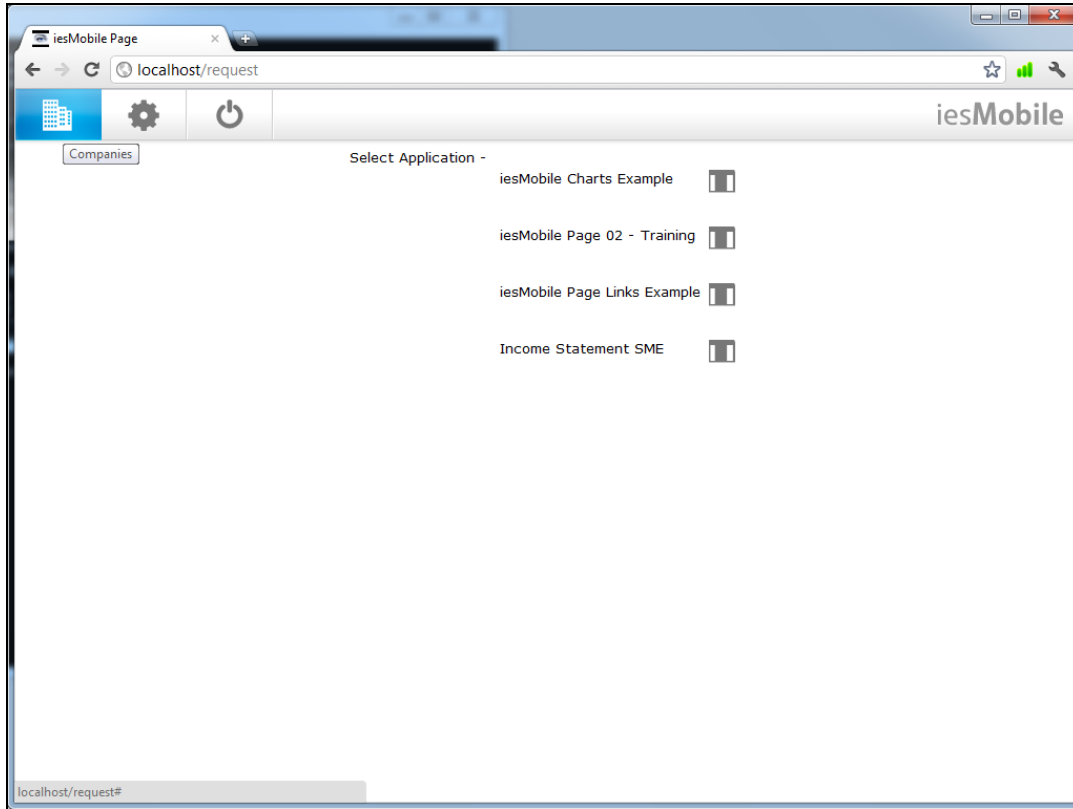 iesMobile Page
localhost/request
iesMobile
Companies
Select Application -
iesMobile Charts Example
iesMobile Page 02 - Training
iesMobile Page Links Example
Income Statement SME
localhost/request#